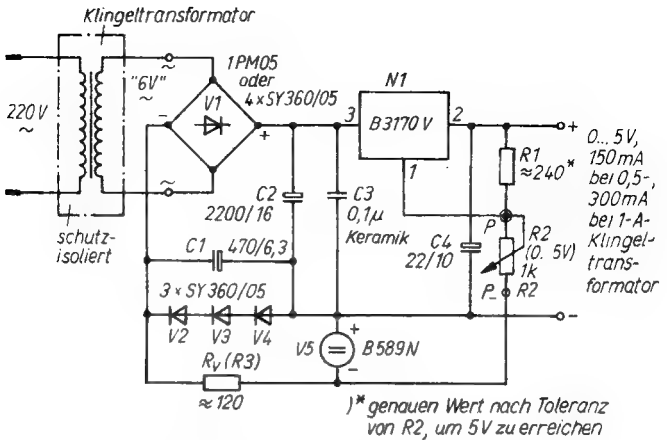 Klingeltransformator
220V
~
"6V"
~
~
~
schutz-
isoliert
1PM05
oder
4×SY360/05
V1
-
+
N1
3
B3170V
2
1
+
R1
≈240*
0... 5V,
150mA
bei 0,5-,
300mA
bei 1-A-
Klingel-
trans-
formator
C2
2200/16
C3
0,1µ
Keramik
C4
22/10
P
R2
(0.. 5V)
1k
P_
R2
C1
470/6,3
3×SY360/05
V2
V3
V4
-
V5
+
-
B589N
Rv (R3)
≈120
)* genauen Wert nach Toleranz
von R2, um 5V zu erreichen